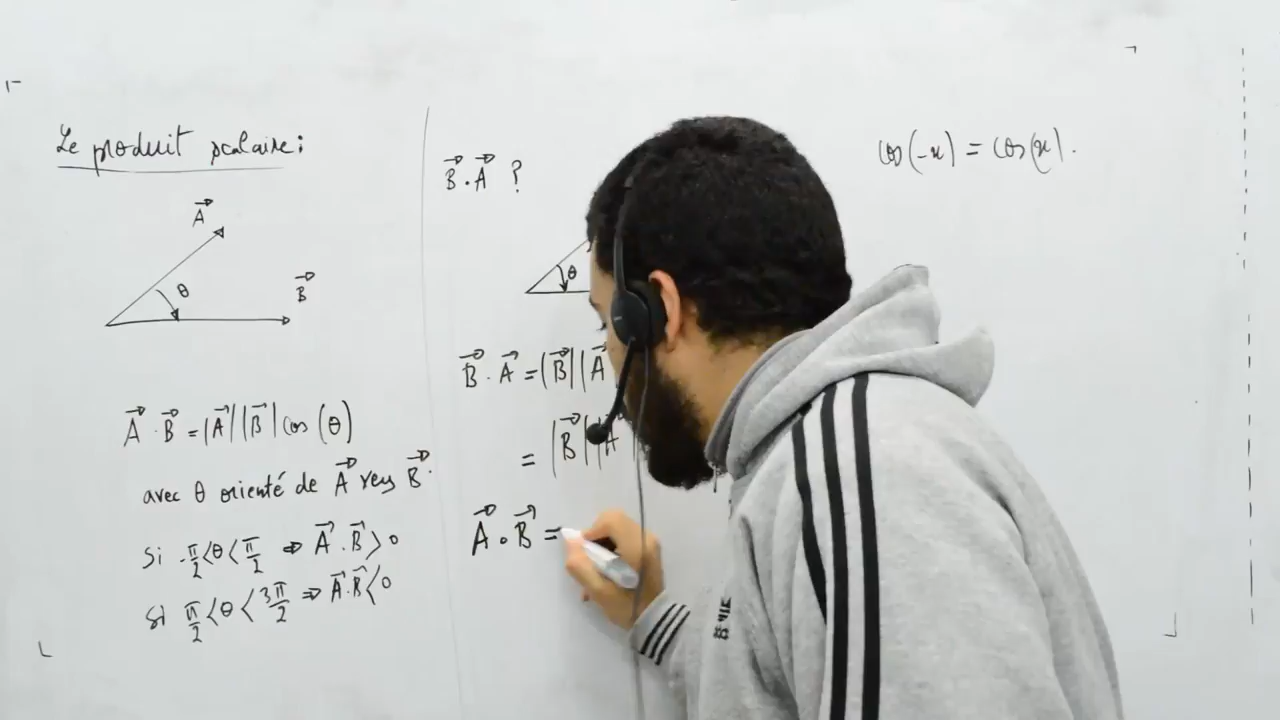 Le produit scalaire:
A⃗
θ
B⃗
A⃗ . B⃗ = |A⃗||B⃗| cos(θ)
avec θ orienté de A⃗ vers B⃗.
Si -π/2 < θ < π/2 ⇒ A⃗ . B⃗ > 0
Si π/2 < θ < 3π/2 ⇒ A⃗ . B⃗ < 0
B⃗ . A⃗ ?
θ
B⃗ . A⃗ = |B⃗||A⃗
= |B⃗||A⃗|
A⃗ . B⃗ =
cos(-x) = cos(x).